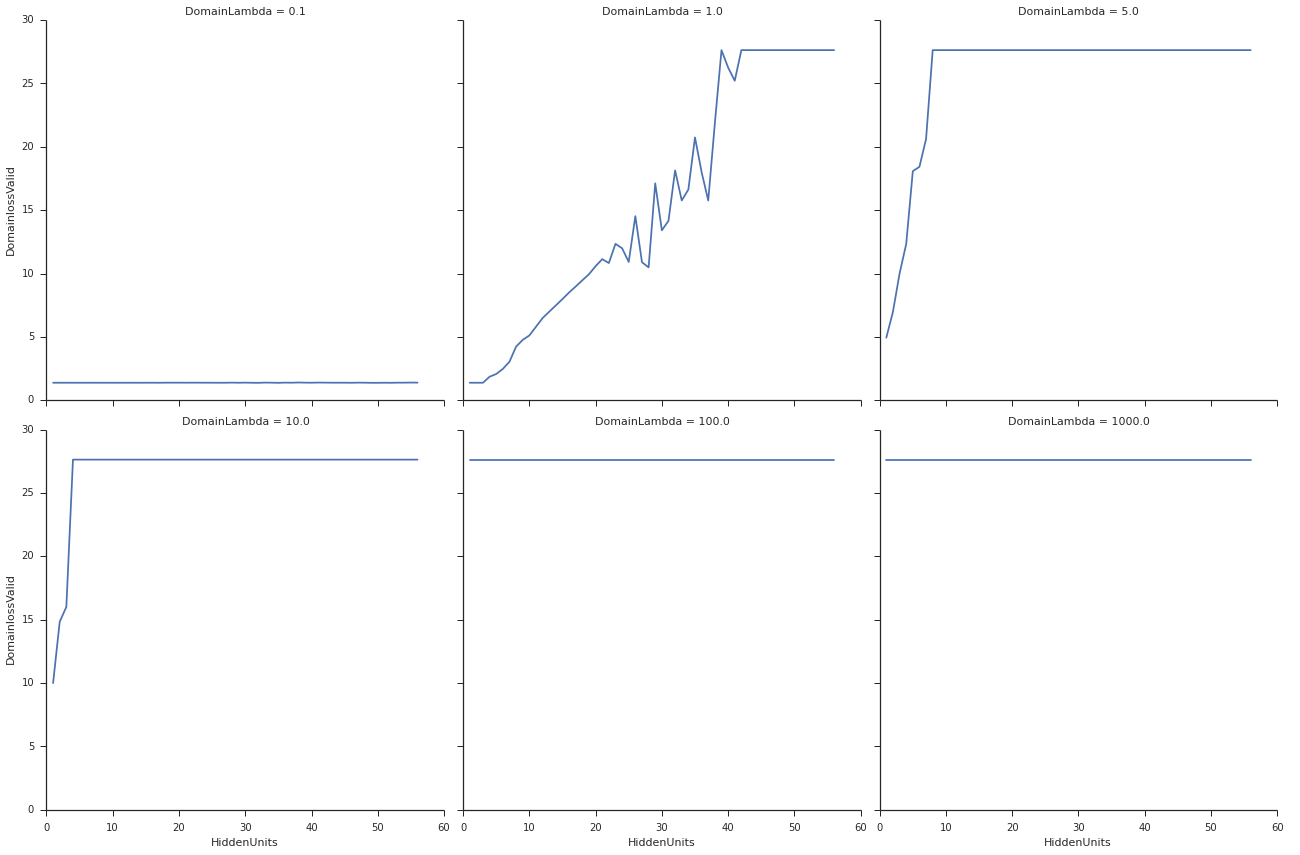 DomainLambda = 0.1
DomainLambda = 1.0
DomainLambda = 5.0
30
25
20
15
10
5
0
DomainlossValid
DomainLambda = 10.0
DomainLambda = 100.0
DomainLambda = 1000.0
30
25
20
15
10
5
0
DomainlossValid
0 10 20 30 40 50 60
0 10 20 30 40 50 60
0 10 20 30 40 50 60
HiddenUnits
HiddenUnits
HiddenUnits